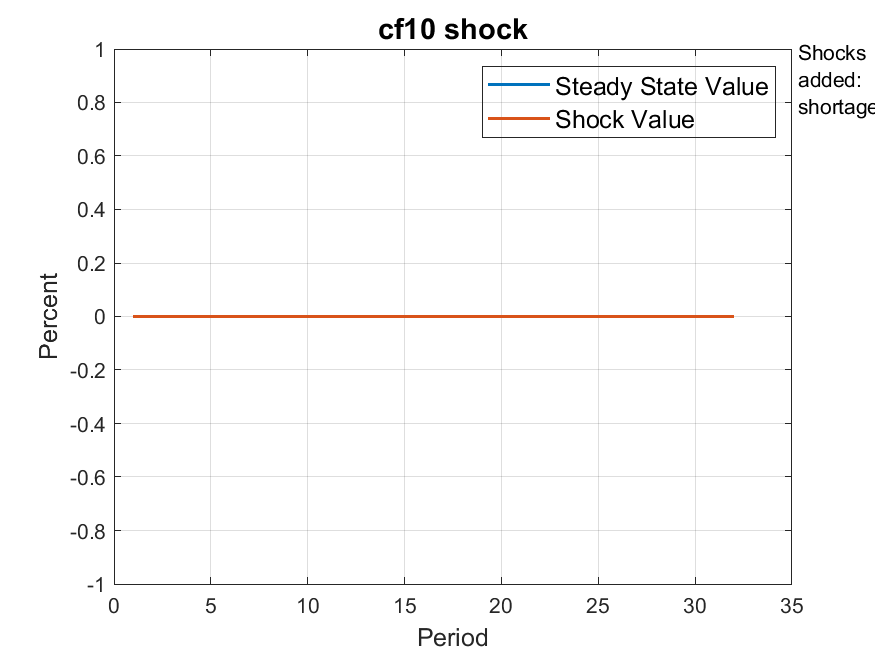 cf10 shock
Shocks
added:
shortage
Steady State Value
Shock Value
1
0.8
0.6
0.4
0.2
0
-0.2
-0.4
-0.6
-0.8
-1
Percent
0 5 10 15 20 25 30 35
Period